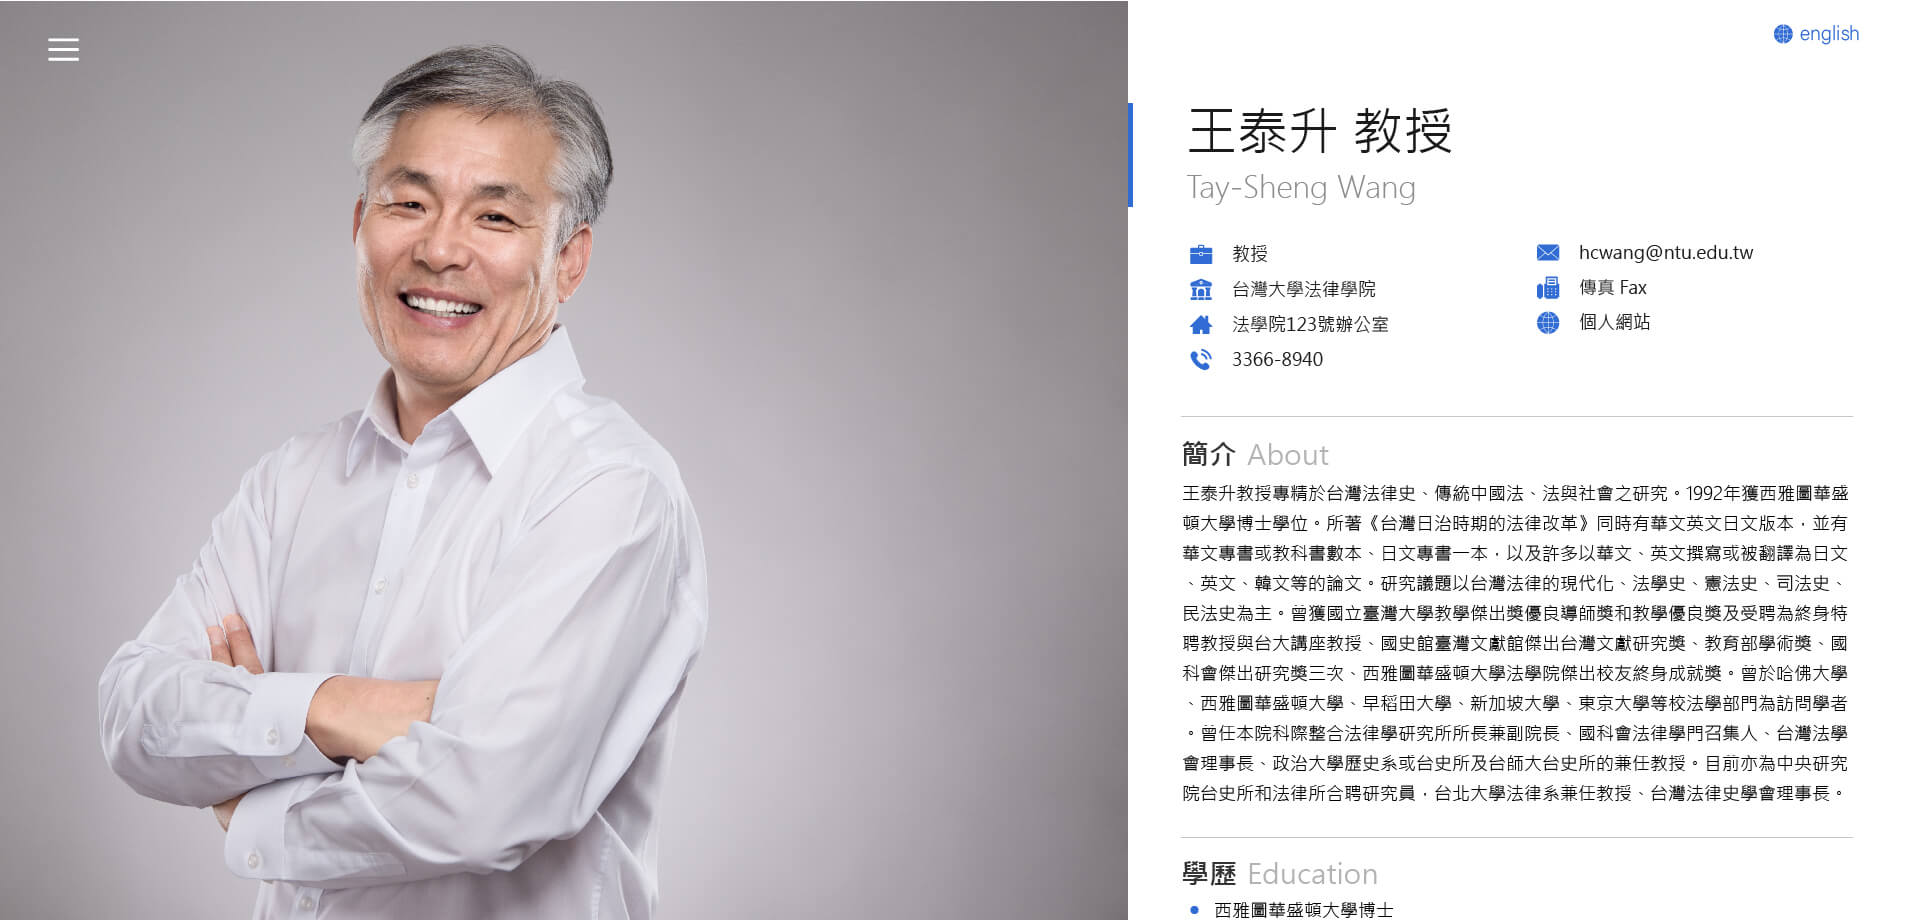 english
王泰升 教授
Tay-Sheng Wang
教授
hcwang@ntu.edu.tw
台灣大學法律學院
傳真 Fax
法學院123號辦公室
個人網站
3366-8940
簡介 About
王泰升教授專精於台灣法律史、傳統中國法、法與社會之研究。1992年獲西雅圖華盛
頓大學博士學位。所著《台灣日治時期的法律改革》同時有華文英文日文版本，並有
華文專書或教科書數本、日文專書一本，以及許多以華文、英文撰寫或被翻譯為日文
、英文、韓文等的論文。研究議題以台灣法律的現代化、法學史、憲法史、司法史、
民法史為主。曾獲國立臺灣大學教學傑出獎優良導師獎和教學優良獎及受聘為終身特
聘教授與台大講座教授、國史館臺灣文獻館傑出台灣文獻研究獎、教育部學術獎、國
科會傑出研究獎三次、西雅圖華盛頓大學法學院傑出校友終身成就獎。曾於哈佛大學
、西雅圖華盛頓大學、早稻田大學、新加坡大學、東京大學等校法學部門為訪問學者
。曾任本院科際整合法律學研究所所長兼副院長、國科會法律學門召集人、台灣法學
會理事長、政治大學歷史系或台史所及台師大台史所的兼任教授。目前亦為中央研究
院台史所和法律所合聘研究員，台北大學法律系兼任教授、台灣法律史學會理事長。
學歷 Education
西雅圖華盛頓大學博士